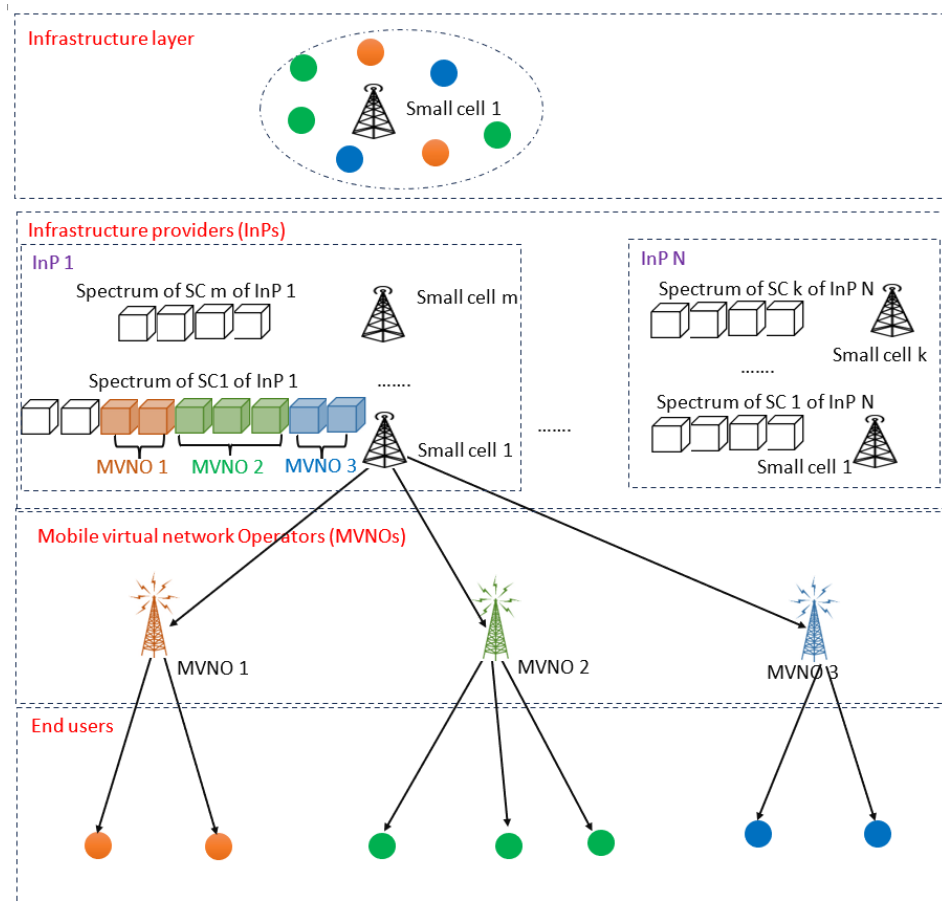 Infrastructure layer
Small cell 1
Infrastructure providers (InPs)
InP 1
Spectrum of SC m of InP 1
Small cell m
Spectrum of SC1 of InP 1
.......
MVNO 1
MVNO 2
MVNO 3
Small cell 1
.......
InP N
Spectrum of SC k of InP N
Small cell k
.......
Spectrum of SC 1 of InP N
Small cell 1
Mobile virtual network Operators (MVNOs)
MVNO 1
MVNO 2
MVNO 3
End users